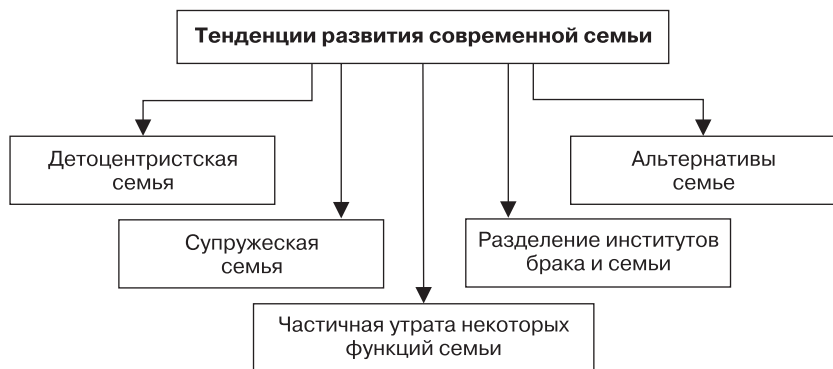 Тенденции развития современной семьи
Детоцентристская
семья
Альтернативы
семье
Супружеская
семья
Разделение институтов
брака и семьи
Частичная утрата некоторых
функций семьи